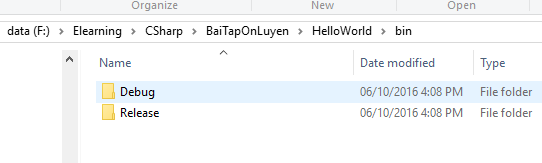 Organize New Open
data (F:) > Elearning > CSharp > BaiTapOnLuyen > HelloWorld > bin
Name Date modified Type
Debug 06/10/2016 4:08 PM File folder
Release 06/10/2016 4:08 PM File folder